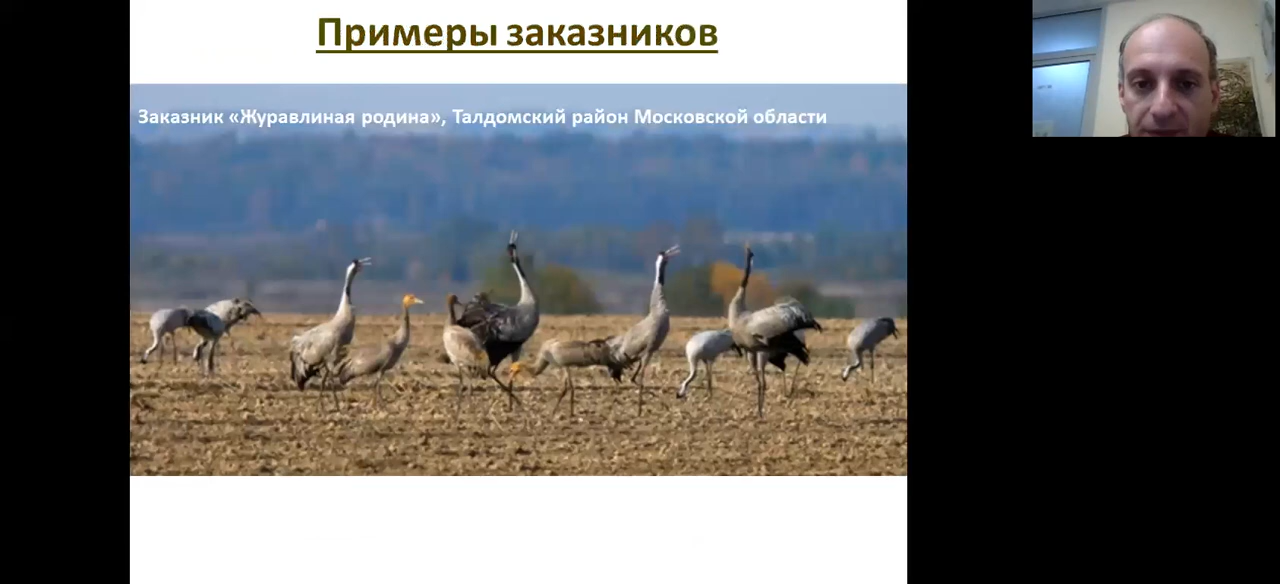 Примеры заказников
Заказник «Журавлиная родина», Талдомский район Московской области